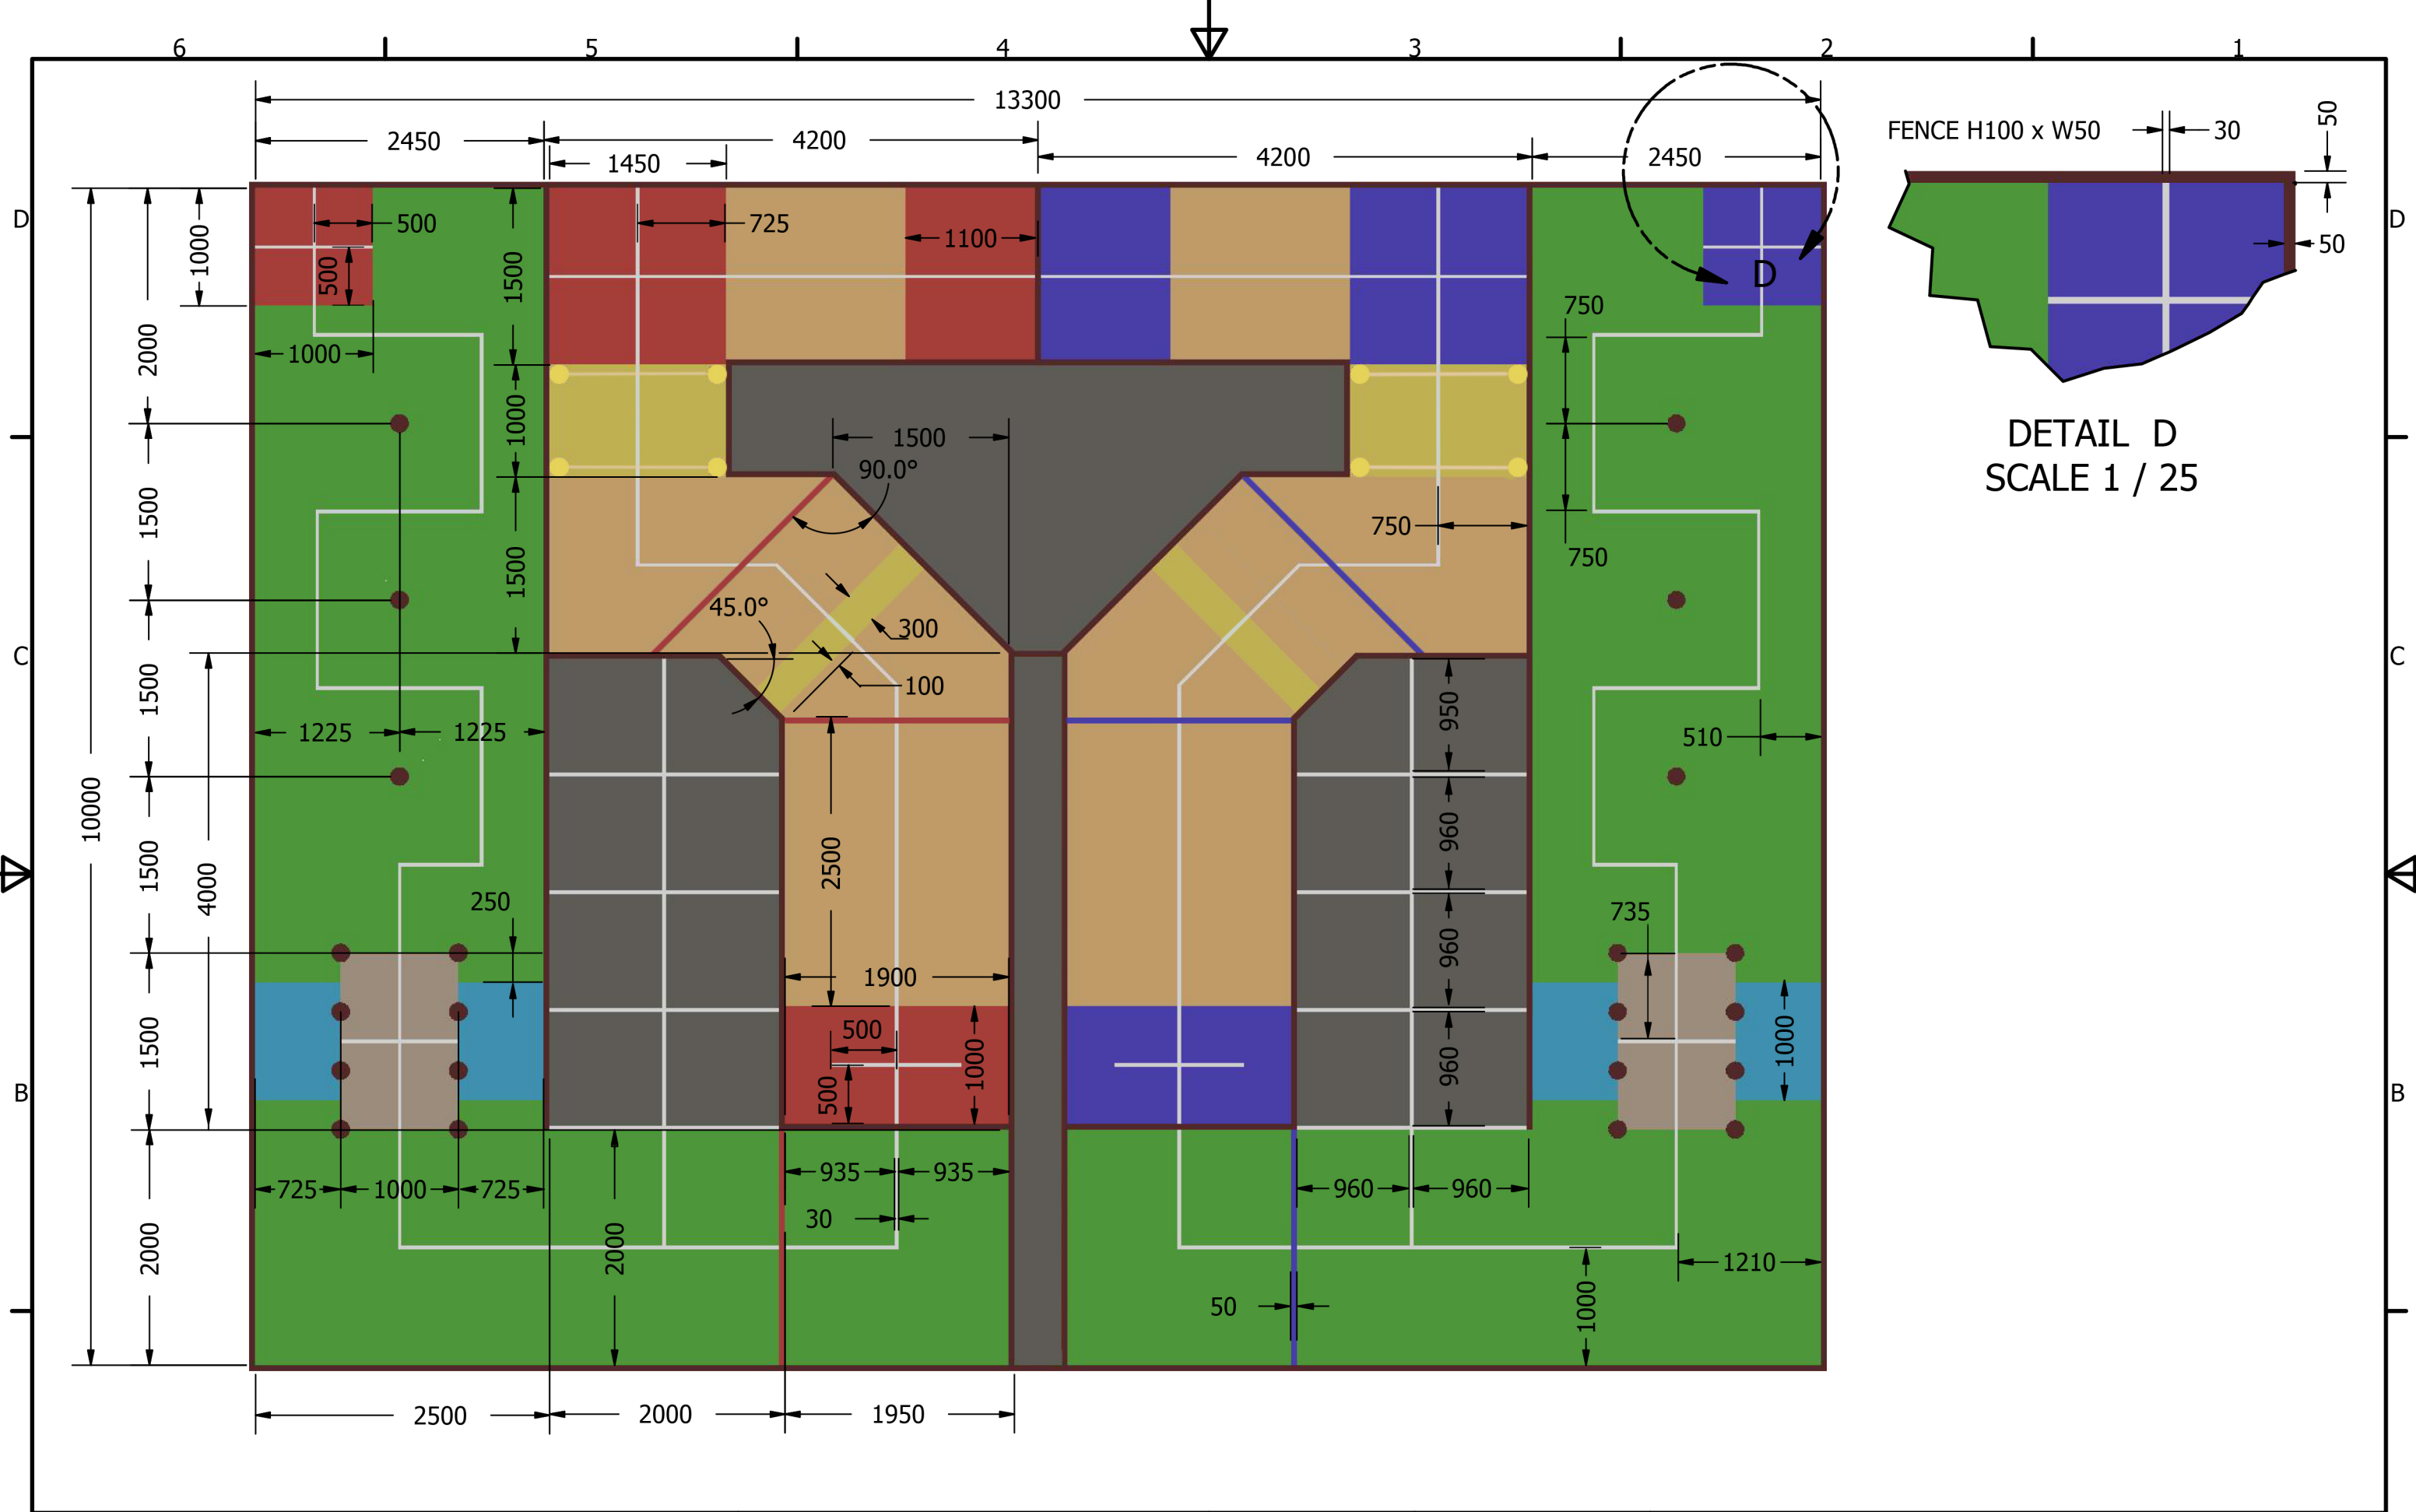 6 5 4 3 2 1
13300
2450 4200 4200 2450
1450
FENCE H100 x W50 30 50
50
D D
500 725 1100
1000 500 1500
D
750
2000 1000
DETAIL D
SCALE 1 / 25
1000 1500
90.0°
1500 750
1500 750
45.0°
300
C C
100
1500 950
1225 1225 510
10000 960
1500 4000 2500
250 735
960
1900
500 1000 1000
1500 500 960
B B
935 935
725 1000 725 960 960
30
2000 2000 1210
50 1000
2500 2000 1950